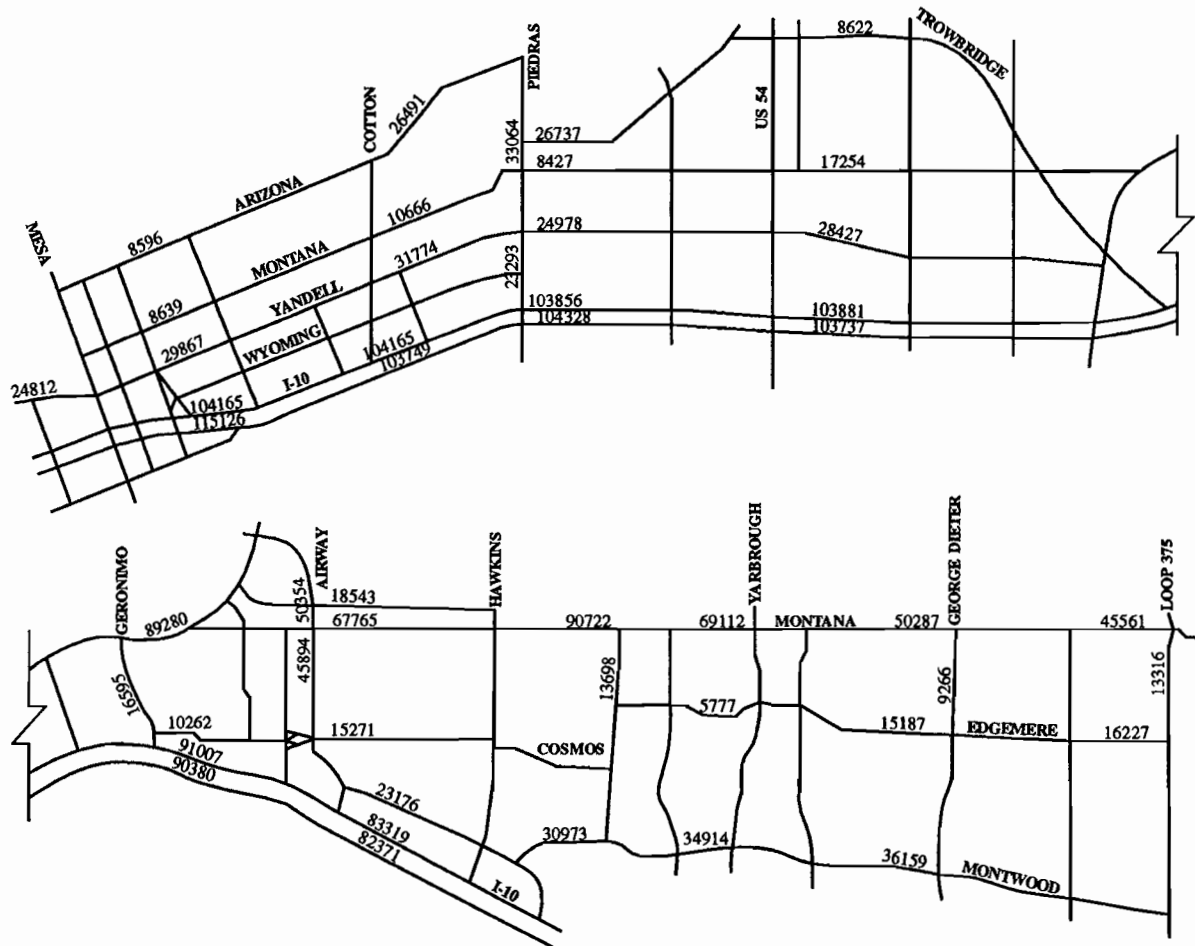 8622
TROWBRIDGE
PIEDRAS
COTTON
26491
US 54
33064
26737
8427
17254
ARIZONA
10666
MESA
8596
MONTANA
31774
24978
28427
23293
8639
YANDELL
103856
104328
103881
103737
29867
WYOMING
104165
103749
I-10
24812
104165
115126
GERONIMO
AIRWAY
HAWKINS
YARBROUGH
GEORGE DIETER
LOOP 375
50354
18543
89280
67765
90722
69112
MONTANA
50287
45561
45894
16595
13698
9266
13316
10262
15271
5777
15187
EDGEMERE
16227
COSMOS
91007
90380
23176
83319
82371
30973
34914
36159
MONTWOOD
I-10